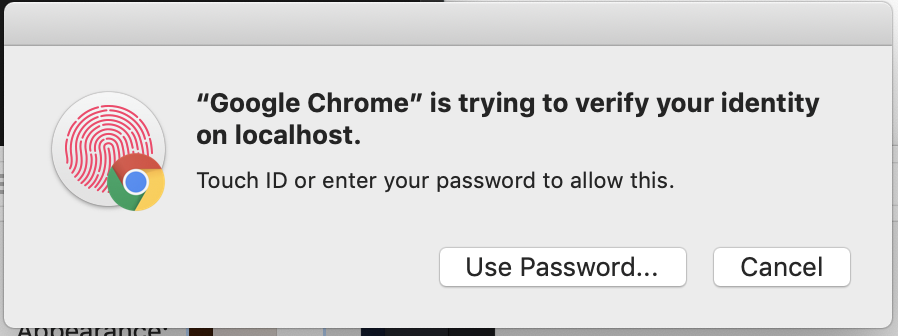 “Google Chrome” is trying to verify your identity
on localhost.
Touch ID or enter your password to allow this.
Use Password...
Cancel
Appearance: